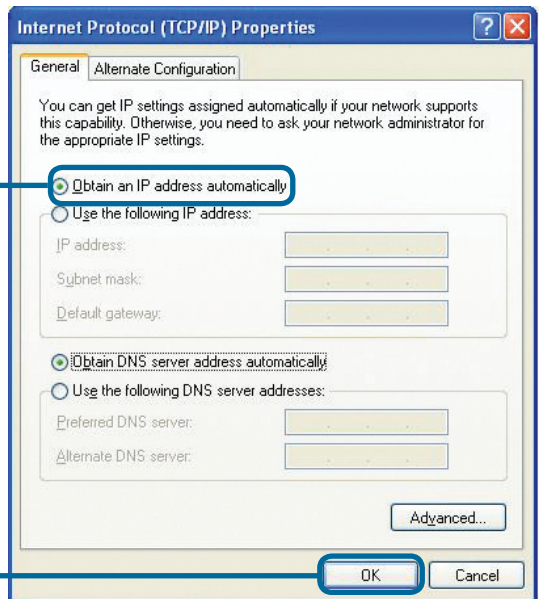 Internet Protocol (TCP/IP) Properties
General
Alternate Configuration
You can get IP settings assigned automatically if your network supports
this capability. Otherwise, you need to ask your network administrator for
the appropriate IP settings.
Obtain an IP address automatically
Use the following IP address:
IP address:
Subnet mask:
Default gateway:
Obtain DNS server address automatically
Use the following DNS server addresses:
Preferred DNS server:
Alternate DNS server:
Advanced...
OK
Cancel